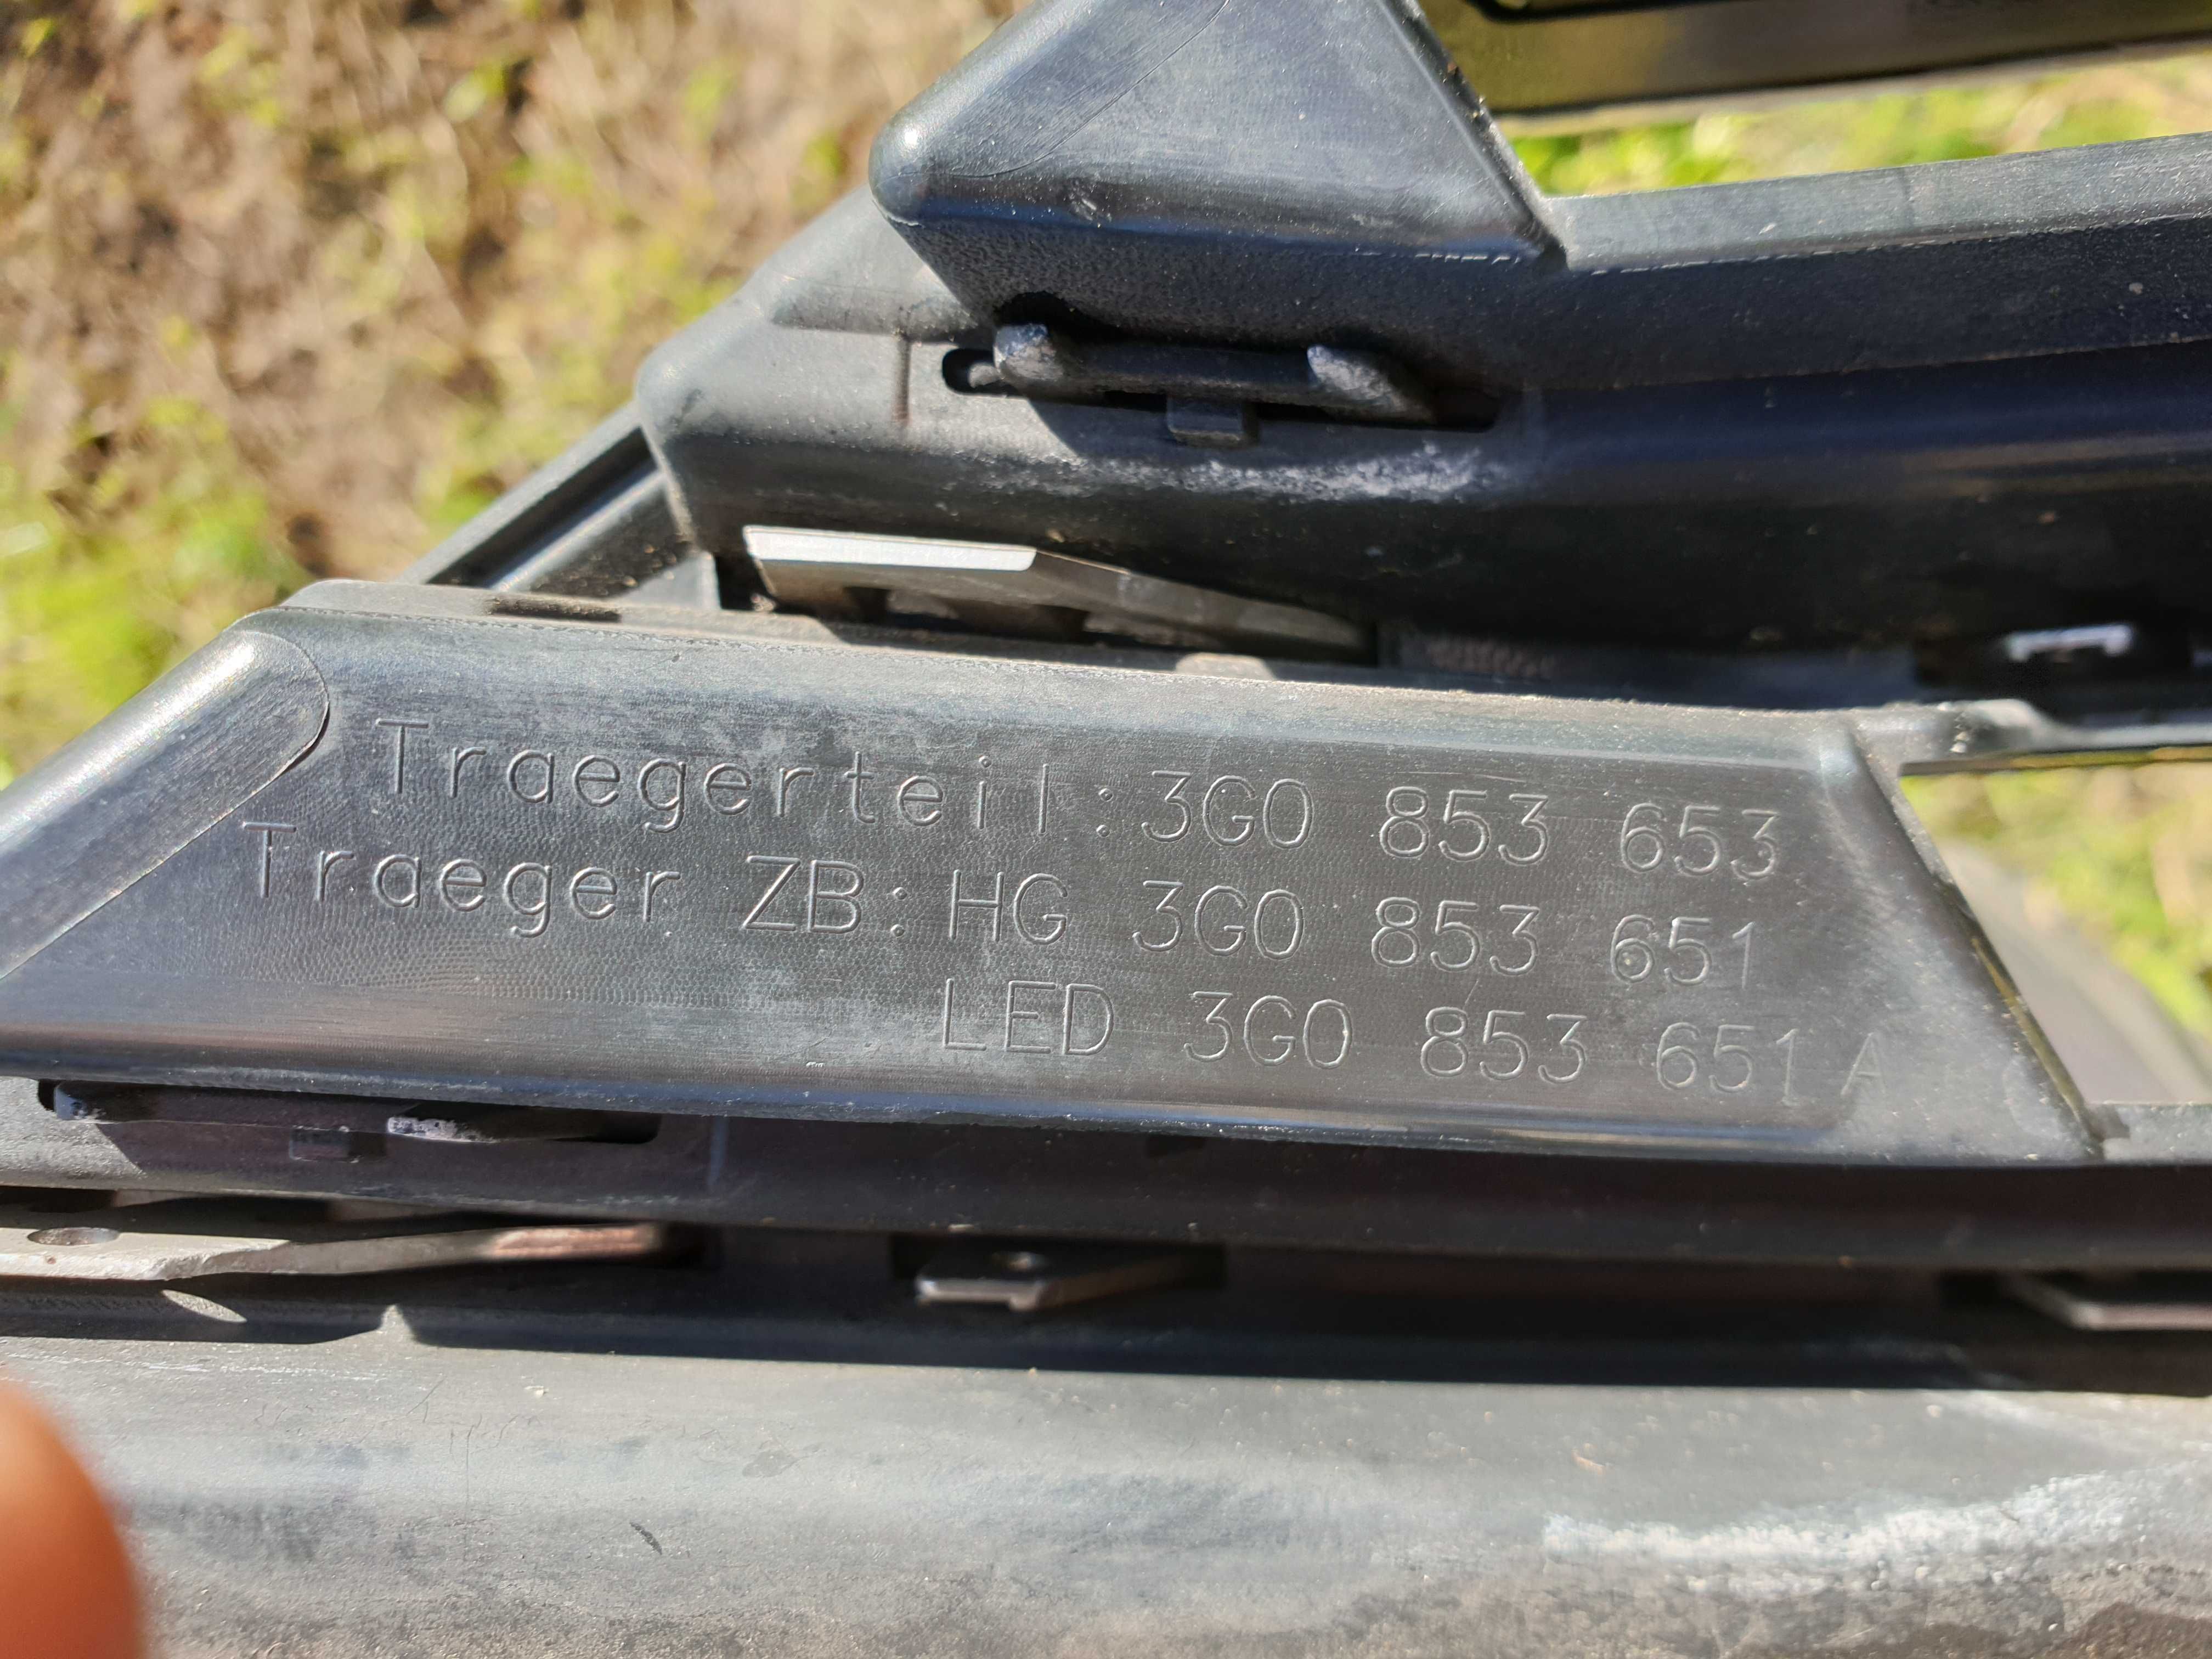 Traegerteil: 3G0 853 653
Traeger ZB: HG 3G0 853 651
LED 3G0 853 651 A